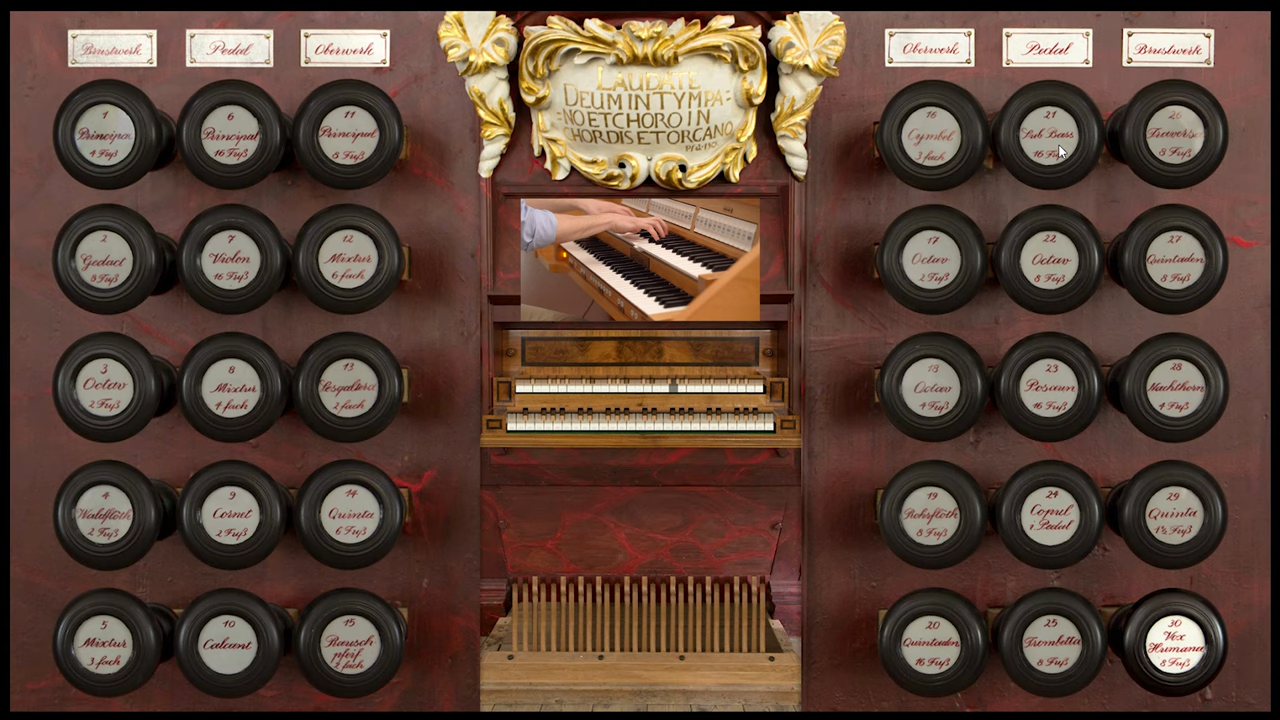 Brustwerk
Pedal
Oberwerk
1
Principal
4 Fuß
6
Principal
16 Fuß
11
Principal
8 Fuß
2
Gedact
8 Fuß
7
Violon
16 Fuß
12
Mixtur
6 fach
3
Octav
2 Fuß
8
Mixtur
4 fach
13
Sesqaltera
2 fach
4
Waldflöth
2 Fuß
9
Cornet
2 Fuß
14
Quinta
6 Fuß
5
Mixtur
3 fach
10
Calcant
15
Rausch
pfeif
2 fach
LAUDATE
DEUM IN TYMPA=
=NO ET CHORO IN
CHORDIS ET ORGANO
Ps.150.
Oberwerk
Pedal
Brustwerk
16
Cymbel
3 fach
21
Sub Bass
16 Fuß
26
Traversa
8 Fuß
17
Octav
2 Fuß
22
Octav
8 Fuß
27
Quintaden
8 Fuß
18
Octav
4 Fuß
23
Posaun
16 Fuß
28
Nachthorn
4 Fuß
19
Rohrflöth
8 Fuß
24
Coppel
i Pedal
29
Quinta
1½ Fuß
20
Quintaden
16 Fuß
25
Trombetta
8 Fuß
30
Vox
Humana
8 Fuß